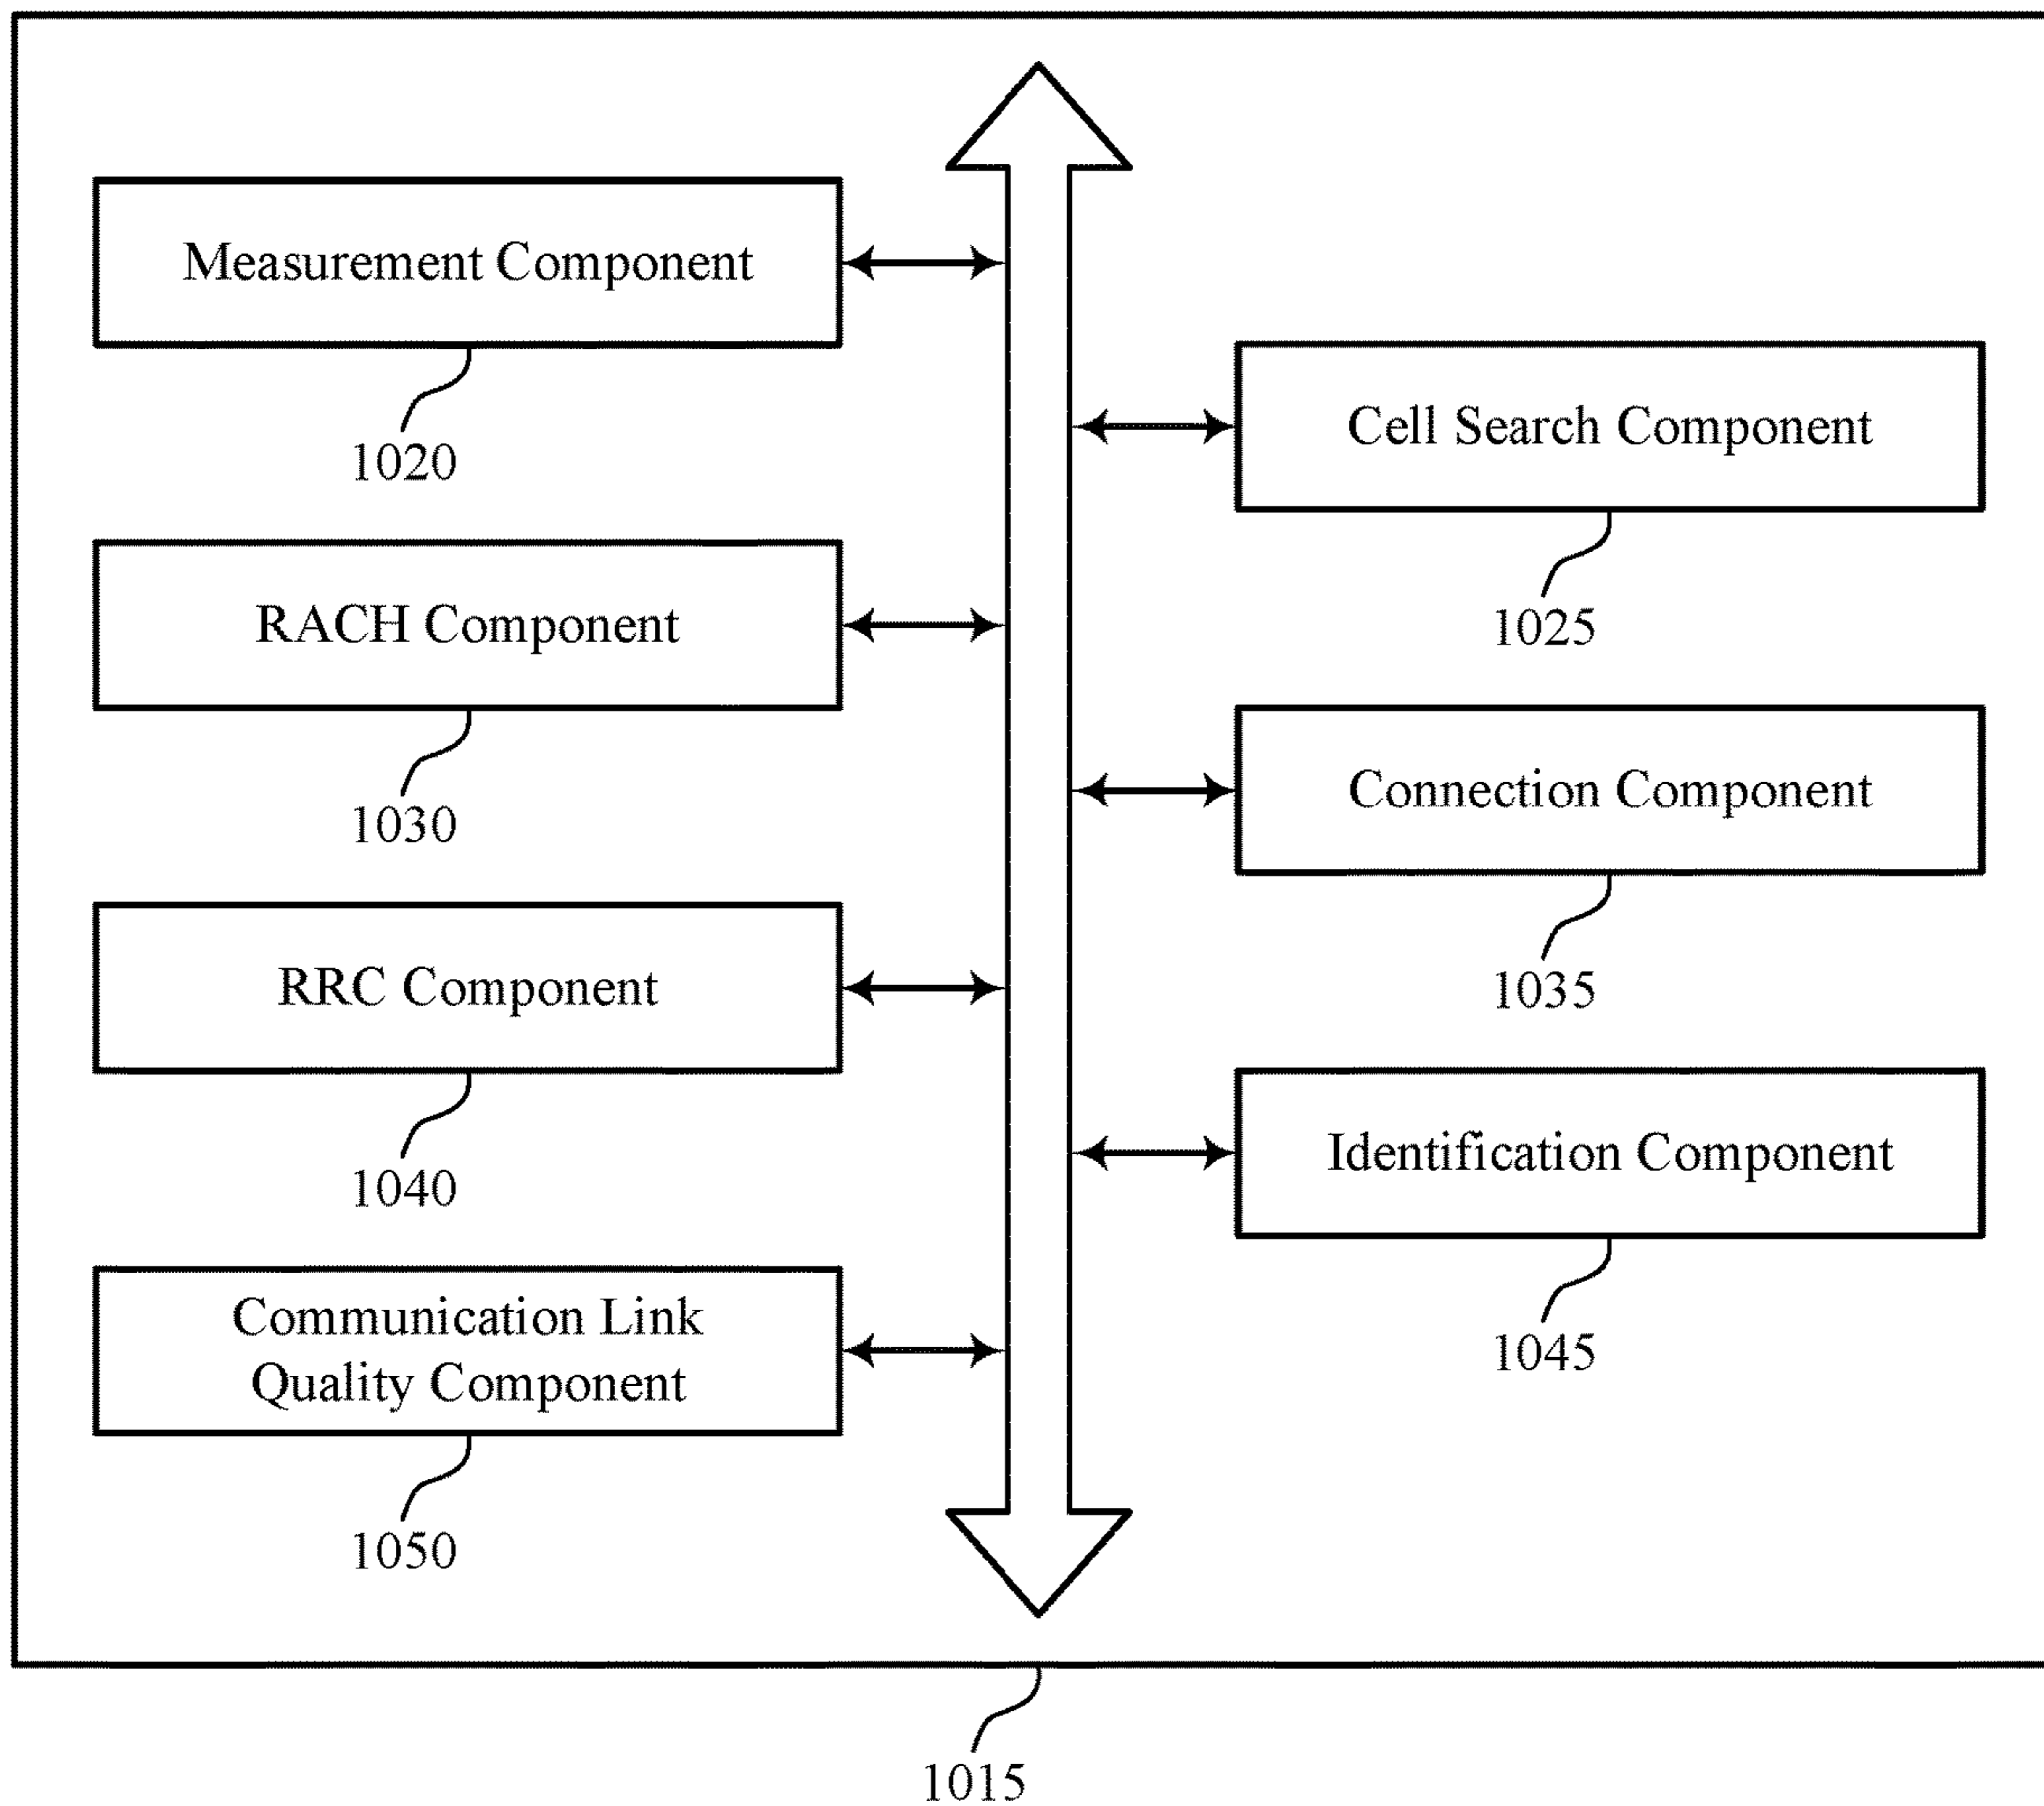 Measurement Component
1020
Cell Search Component
1025
RACH Component
1030
Connection Component
1035
RRC Component
1040
Identification Component
1045
Communication Link
Quality Component
1050
1015